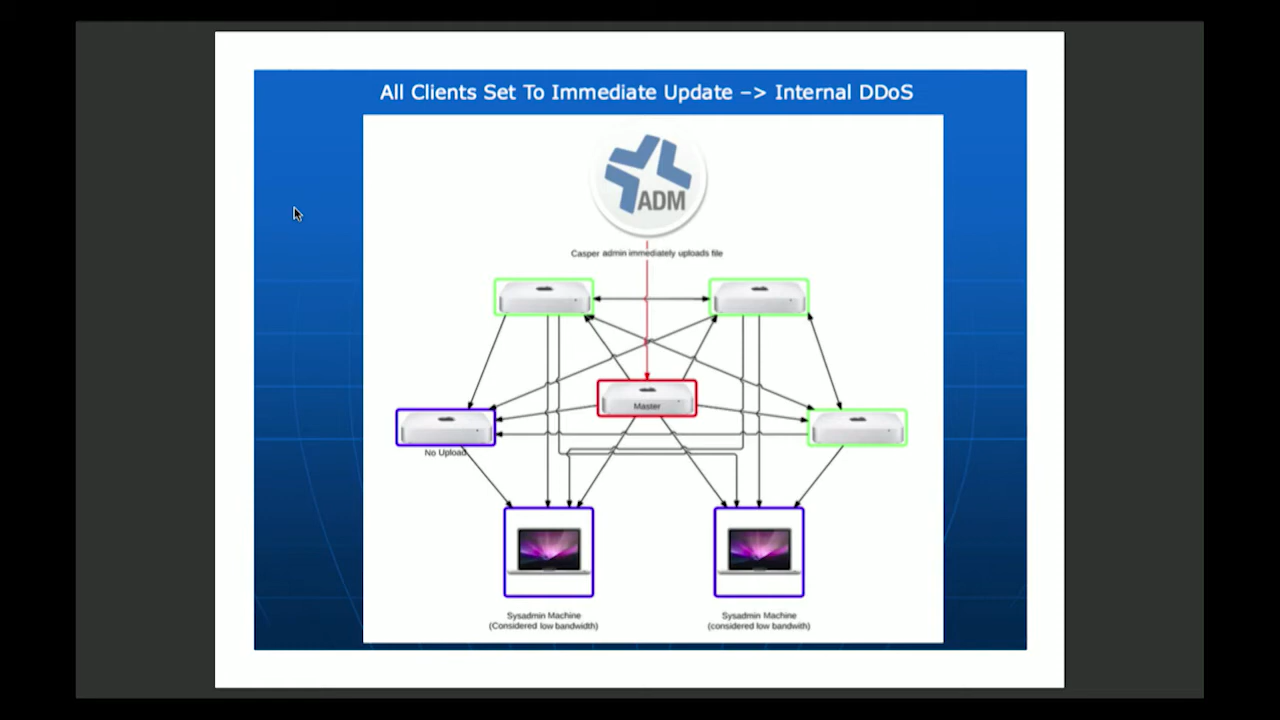 All Clients Set To Immediate Update –> Internal DDoS
ADM
Casper admin immediately uploads file
Master
No Upload
Sysadmin Machine
(Considered low bandwidth)
Sysadmin Machine
(considered low bandwith)